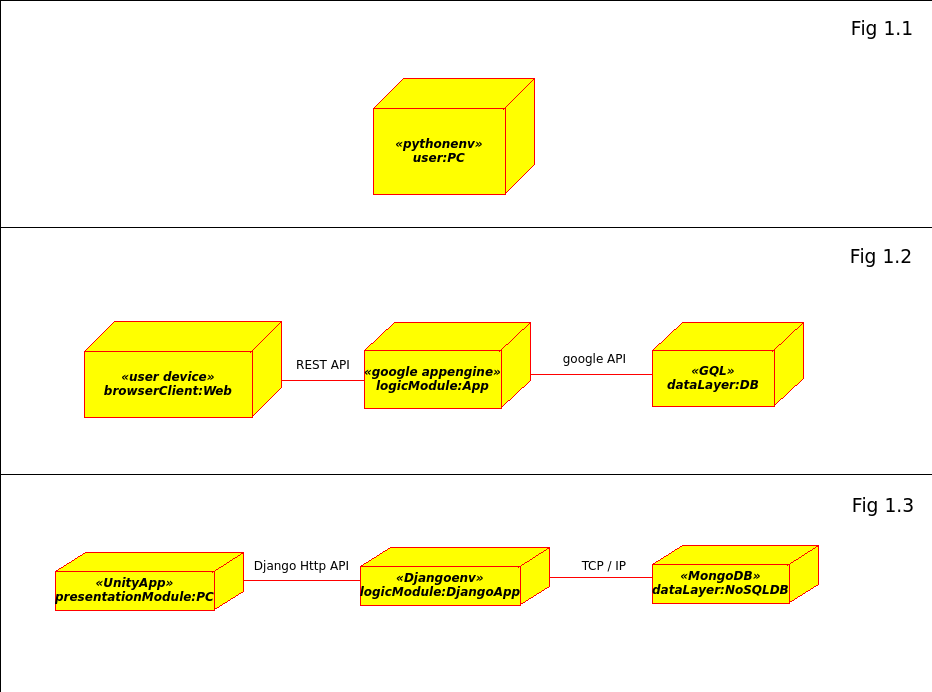 Fig 1.1
«pythonenv»
user:PC
Fig 1.2
«user device»
browserClient:Web
REST API
«google appengine»
logicModule:App
google API
«GQL»
dataLayer:DB
Fig 1.3
«UnityApp»
presentationModule:PC
Django Http API
«Djangoenv»
logicModule:DjangoApp
TCP / IP
«MongoDB»
dataLayer:NoSQLDB